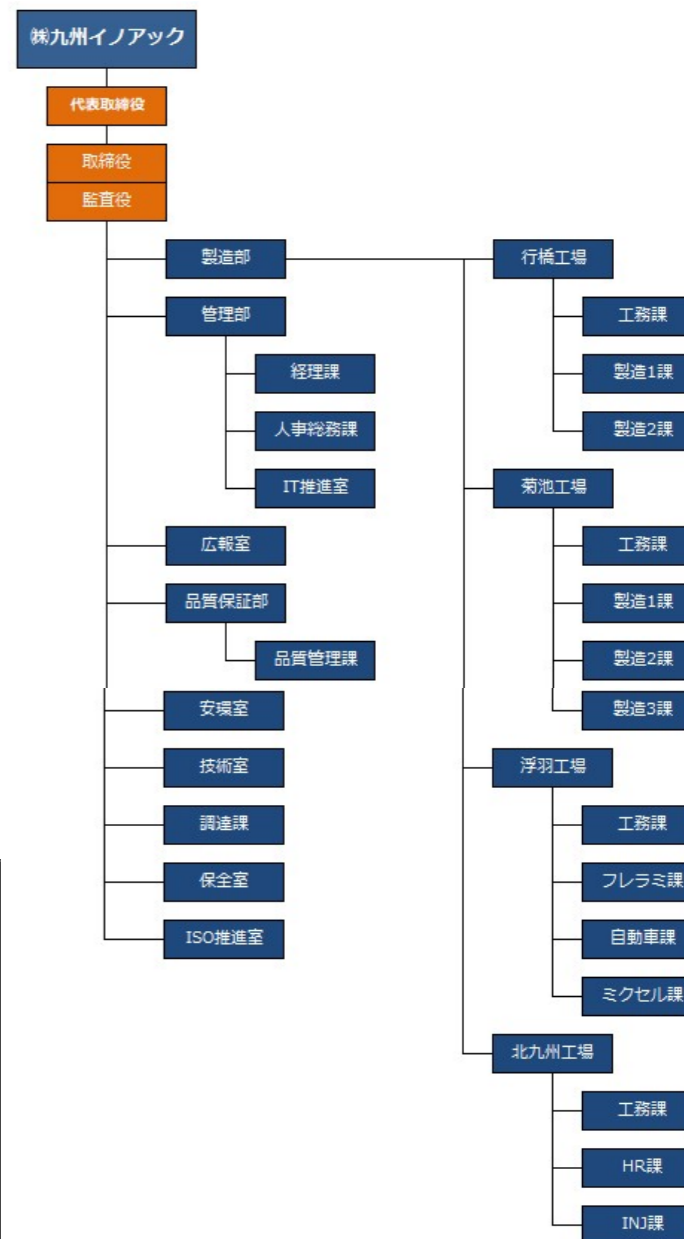 ㈱九州イノアック
代表取締役
取締役
監査役
製造部
行橋工場
工務課
製造1課
製造2課
菊池工場
工務課
製造1課
製造2課
製造3課
浮羽工場
工務課
フレラミ課
自動車課
ミクセル課
北九州工場
工務課
HR課
INJ課
管理部
経理課
人事総務課
IT推進室
広報室
品質保証部
品質管理課
安環室
技術室
調達課
保全室
ISO推進室